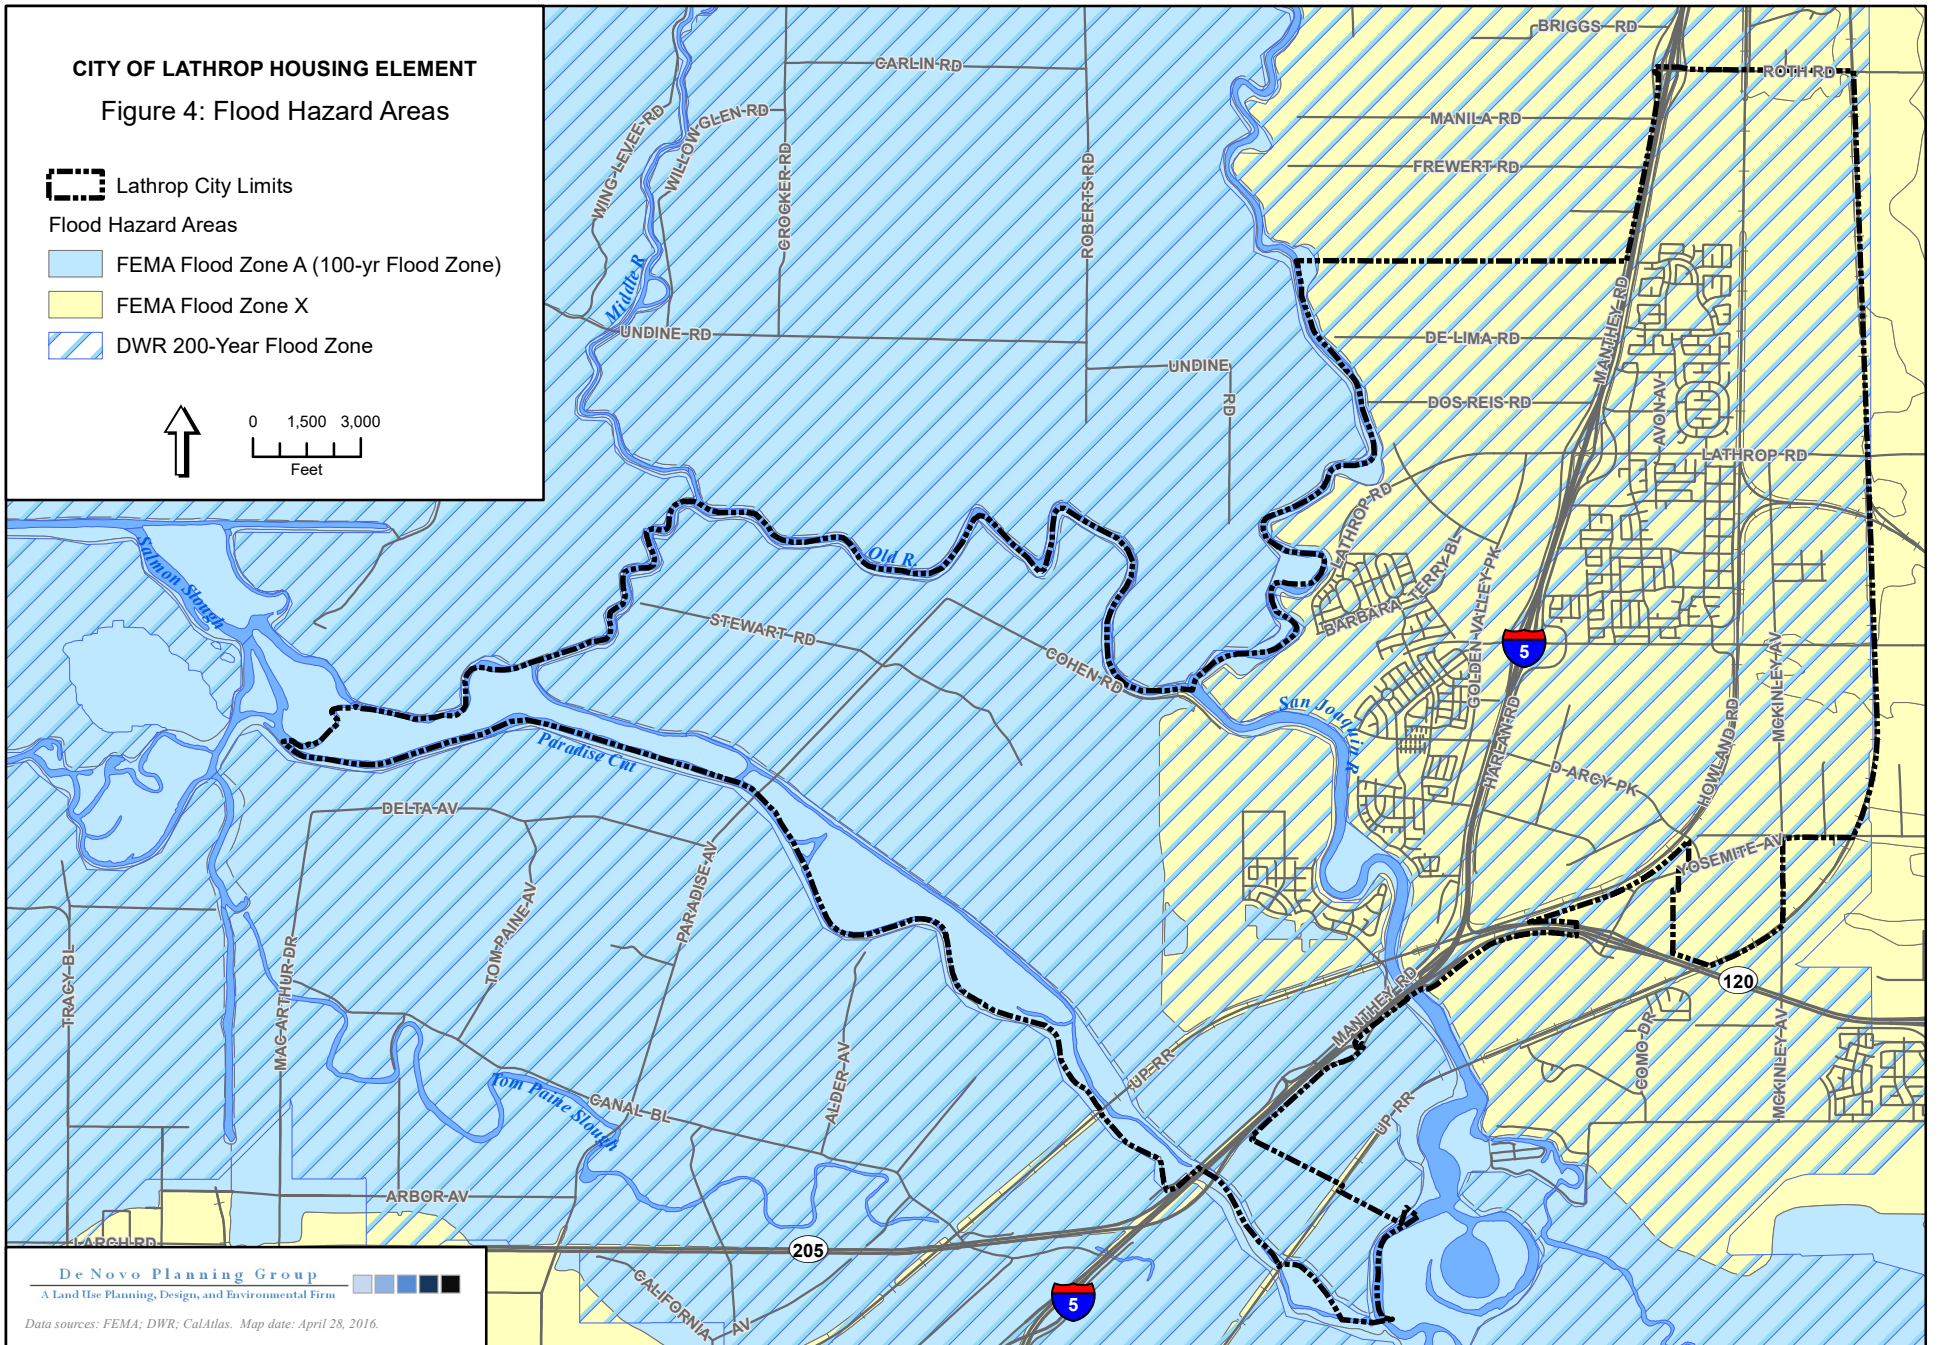 CITY OF LATHROP HOUSING ELEMENT
Figure 4: Flood Hazard Areas
Lathrop City Limits
Flood Hazard Areas
FEMA Flood Zone A (100-yr Flood Zone)
FEMA Flood Zone X
DWR 200-Year Flood Zone
0 1,500 3,000
Feet
BRIGGS RD
CARLIN RD
ROTH RD
WING LEVEE RD
WILLOW GLEN RD
MANILA RD
CROCKER RD
ROBERTS RD
FREWERT RD
Middle R
UNDINE RD
MANTHEY RD
DE LIMA RD
UNDINE
RD
DOS REIS RD
AVON AV
LATHROP RD
LATHROP RD
Salmon Slough
Old R.
STEWART RD
COHEN RD
BARBARA TERRY BL
GOLDEN VALLEY PK
5
MCKINLEY AV
San Joaquin R
HARLAN RD
HOWLAND RD
Paradise Cut
D ARCY PK
DELTA AV
YOSEMITE AV
PARADISE AV
TOM PAINE AV
TRACY BL
MAC ARTHUR DR
MANTHEY RD
120
ALDER AV
UP RR
COMO DR
MCKINLEY AV
Tom Paine Slough
CANAL BL
UP RR
ARBOR AV
LARCH RD
205
CALIFORNIA AV
5
De Novo Planning Group
A Land Use Planning, Design, and Environmental Firm
Data sources: FEMA; DWR; CalAtlas. Map date: April 28, 2016.